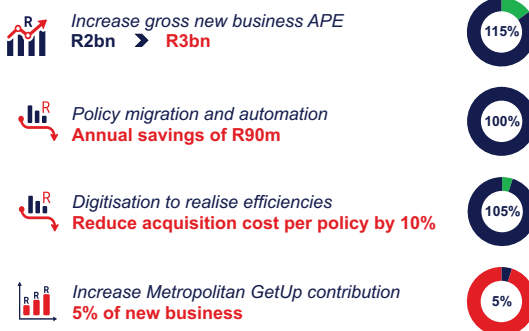 R
Increase gross new business APE
R2bn > R3bn
115%
R
Policy migration and automation
Annual savings of R90m
100%
R
Digitisation to realise efficiencies
Reduce acquisition cost per policy by 10%
105%
R R R
Increase Metropolitan GetUp contribution
5% of new business
5%